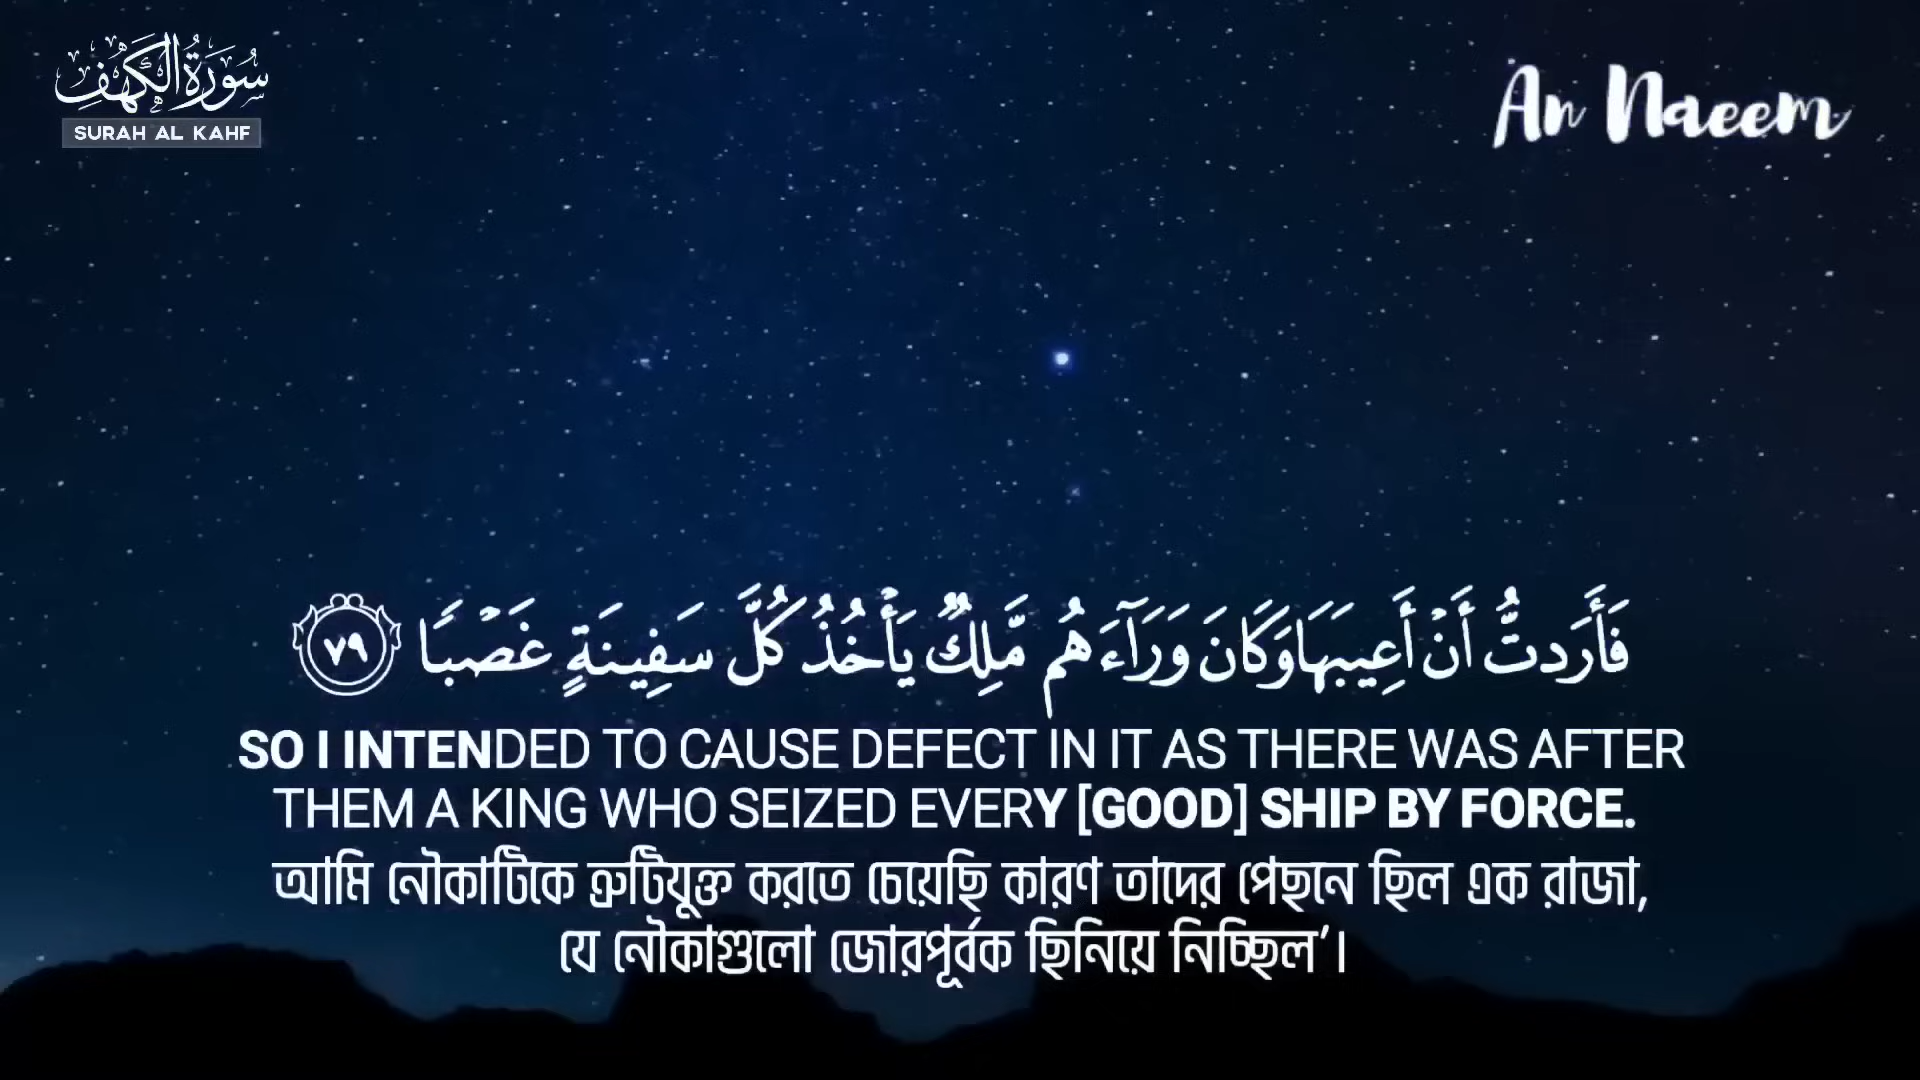 سُورَةُ الكَهْفِ
SURAH AL KAHF
An Naeem
فَأَرَدتُّ أَنْ أَعِيبَهَا وَكَانَ وَرَآءَهُم مَّلِكٌ يَأْخُذُ كُلَّ سَفِينَةٍ غَصْبًا ٧٩
SO I INTENDED TO CAUSE DEFECT IN IT AS THERE WAS AFTER
THEM A KING WHO SEIZED EVERY [GOOD] SHIP BY FORCE.
আমি নৌকাটিকে ত্রুটিযুক্ত করতে চেয়েছি কারণ তাদের পেছনে ছিল এক রাজা,
যে নৌকাগুলো জোরপূর্বক ছিনিয়ে নিচ্ছিল’।